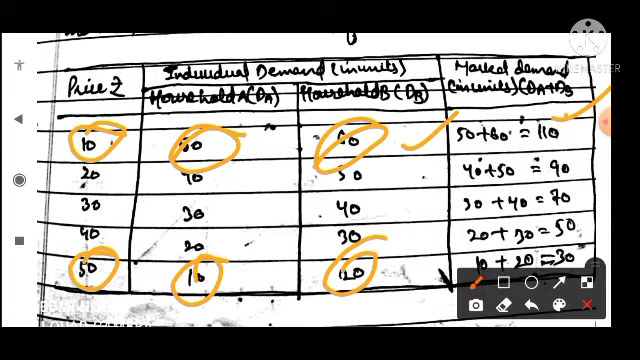 Price ₹ Individual Demand (in units) Market demand
Household A (DA) Household B (DB) (in units) (DA+DB
10 50 60 50+60 = 110
20 40 50 40+50 = 90
30 30 40 30+40 = 70
40 20 30 20+30 = 50
50 10 20 10+20 = 30